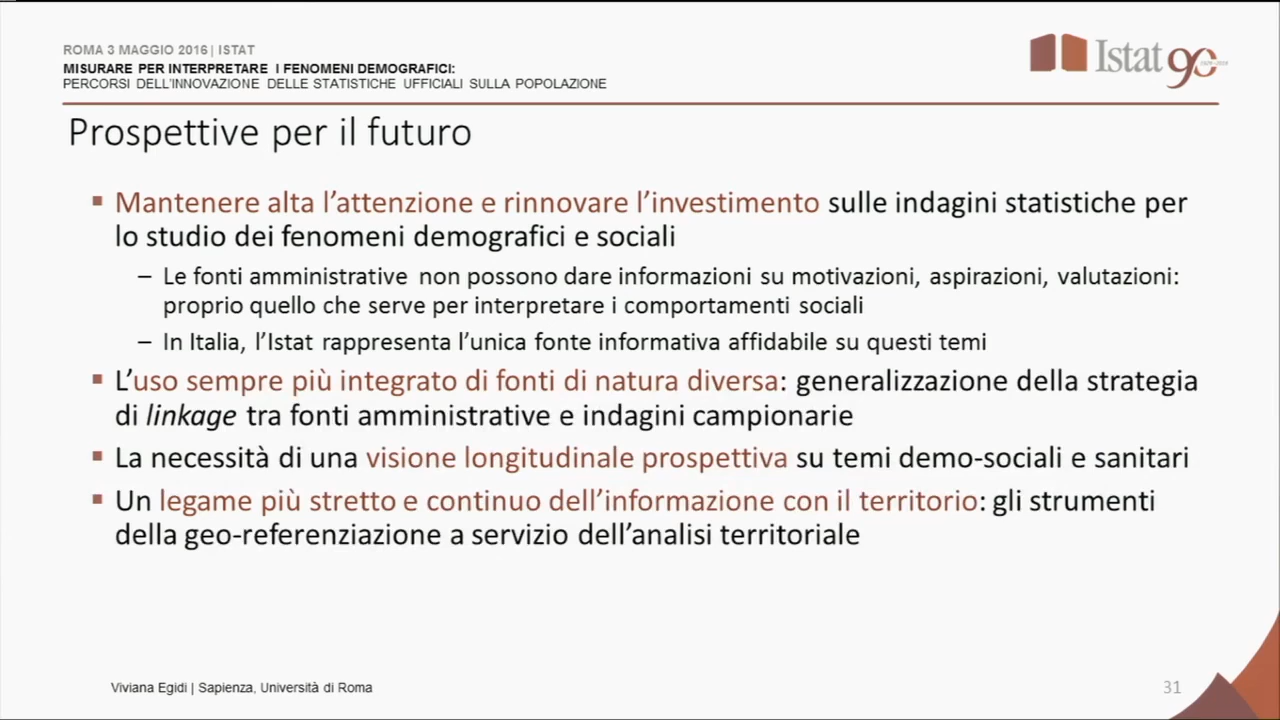 ROMA 3 MAGGIO 2016 | ISTAT
MISURARE PER INTERPRETARE I FENOMENI DEMOGRAFICI:
PERCORSI DELL'INNOVAZIONE DELLE STATISTICHE UFFICIALI SULLA POPOLAZIONE
Istat 90
Prospettive per il futuro
▪ Mantenere alta l'attenzione e rinnovare l'investimento sulle indagini statistiche per
lo studio dei fenomeni demografici e sociali
– Le fonti amministrative non possono dare informazioni su motivazioni, aspirazioni, valutazioni:
proprio quello che serve per interpretare i comportamenti sociali
– In Italia, l'Istat rappresenta l'unica fonte informativa affidabile su questi temi
▪ L'uso sempre più integrato di fonti di natura diversa: generalizzazione della strategia
di linkage tra fonti amministrative e indagini campionarie
▪ La necessità di una visione longitudinale prospettiva su temi demo-sociali e sanitari
▪ Un legame più stretto e continuo dell'informazione con il territorio: gli strumenti
della geo-referenziazione a servizio dell'analisi territoriale
Viviana Egidi | Sapienza, Università di Roma
31